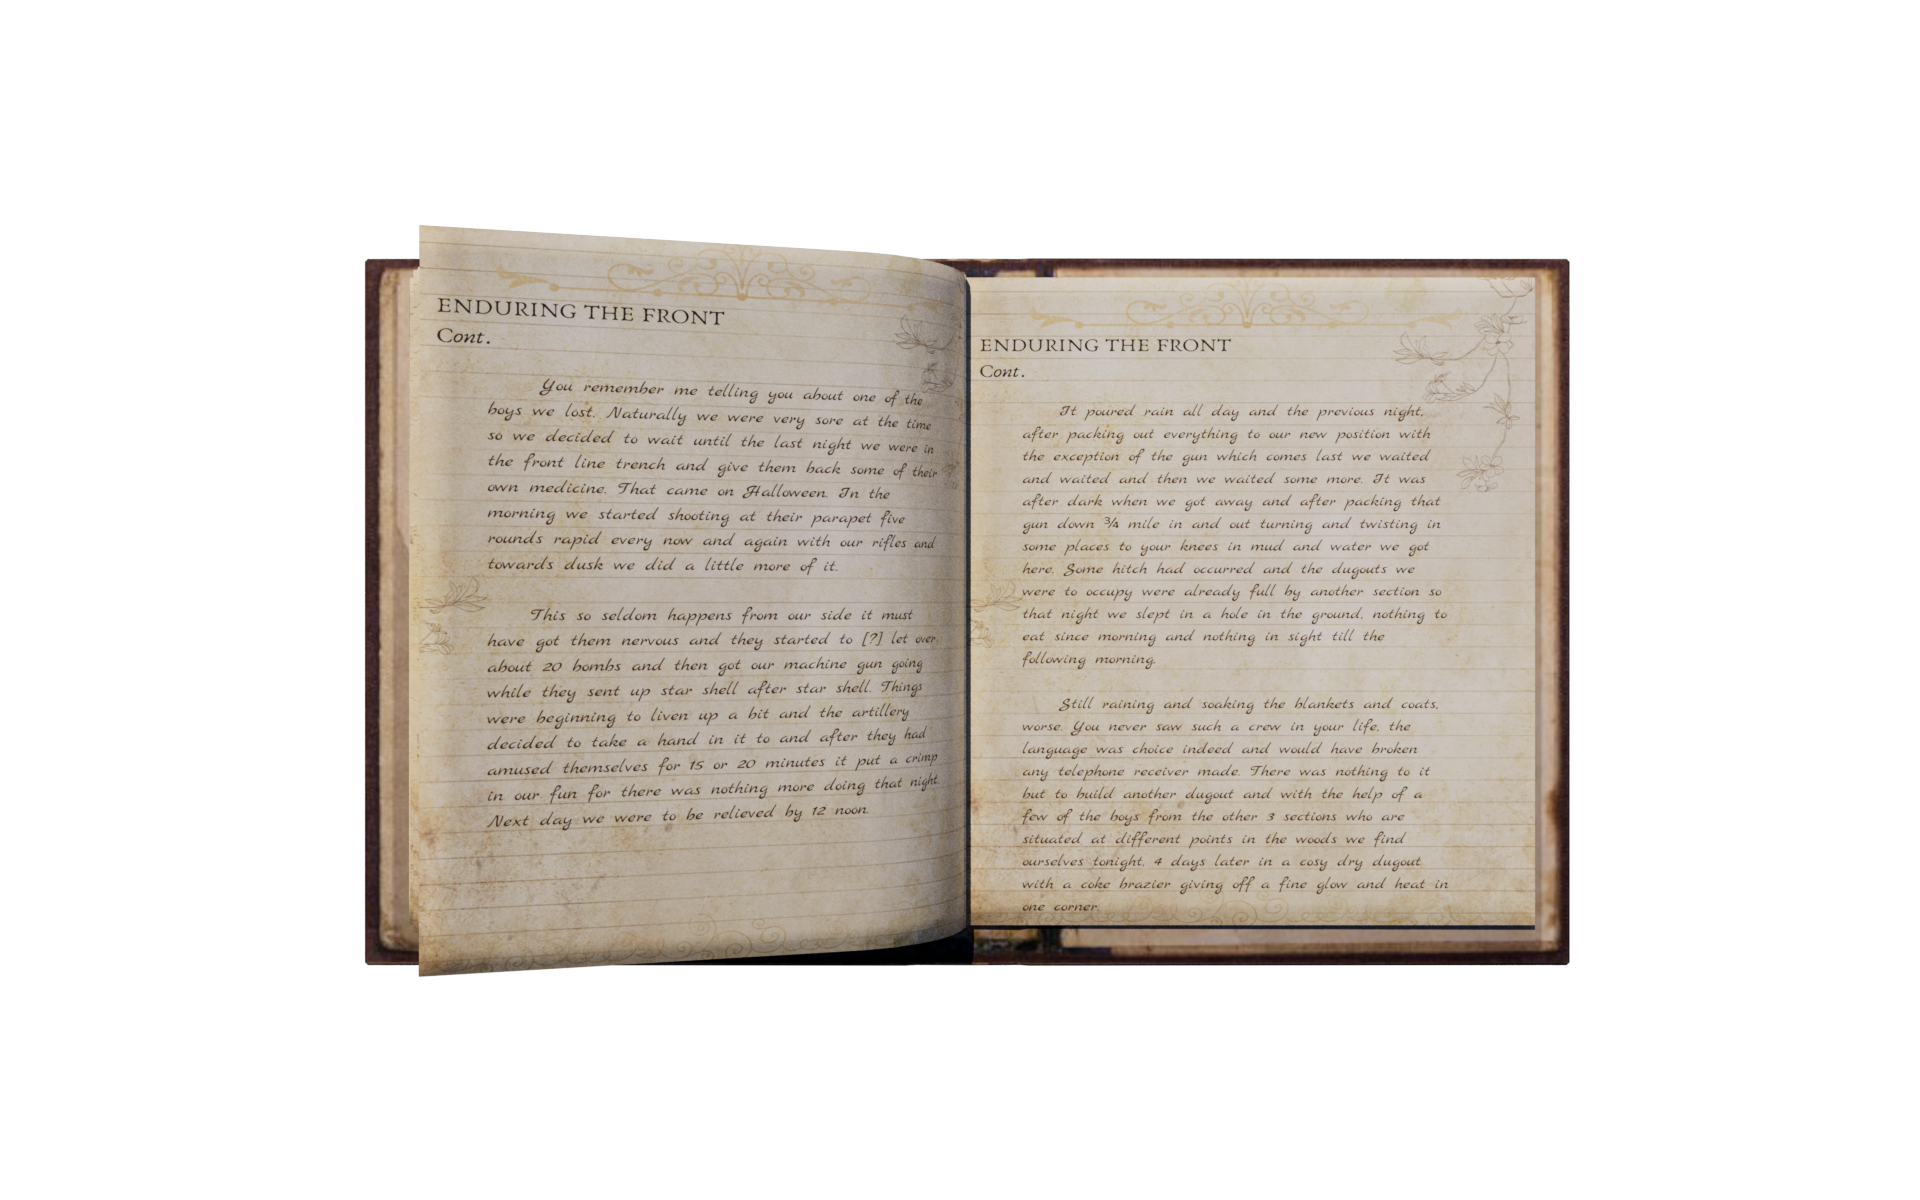 ENDURING THE FRONT
Cont.
You remember me telling you about one of the
boys we lost. Naturally we were very sore at the time
so we decided to wait until the last night we were in
the front line trench and give them back some of their
own medicine. That came on Halloween. In the
morning we started shooting at their parapet five
rounds rapid every now and again with our rifles and
towards dusk we did a little more of it.
This so seldom happens from our side it must
have got them nervous and they started to [?] let over
about 20 bombs and then got our machine gun going
while they sent up star shell after star shell. Things
were beginning to liven up a bit and the artillery
decided to take a hand in it to and after they had
amused themselves for 15 or 20 minutes it put a crimp
in our fun for there was nothing more doing that night.
Next day we were to be relieved by 12 noon.
ENDURING THE FRONT
Cont.
It poured rain all day and the previous night,
after packing out everything to our new position with
the exception of the gun which comes last we waited
and waited and then we waited some more. It was
after dark when we got away and after packing that
gun down ¾ mile in and out turning and twisting in
some places to your knees in mud and water we got
here. Some hitch had occurred and the dugouts we
were to occupy were already full by another section so
that night we slept in a hole in the ground, nothing to
eat since morning and nothing in sight till the
following morning.
Still raining and soaking the blankets and coats,
worse. You never saw such a crew in your life, the
language was choice indeed and would have broken
any telephone receiver made. There was nothing to it
but to build another dugout and with the help of a
few of the boys from the other 3 sections who are
situated at different points in the woods we find
ourselves tonight, 4 days later in a cosy dry dugout
with a coke brazier giving off a fine glow and heat in
one corner.